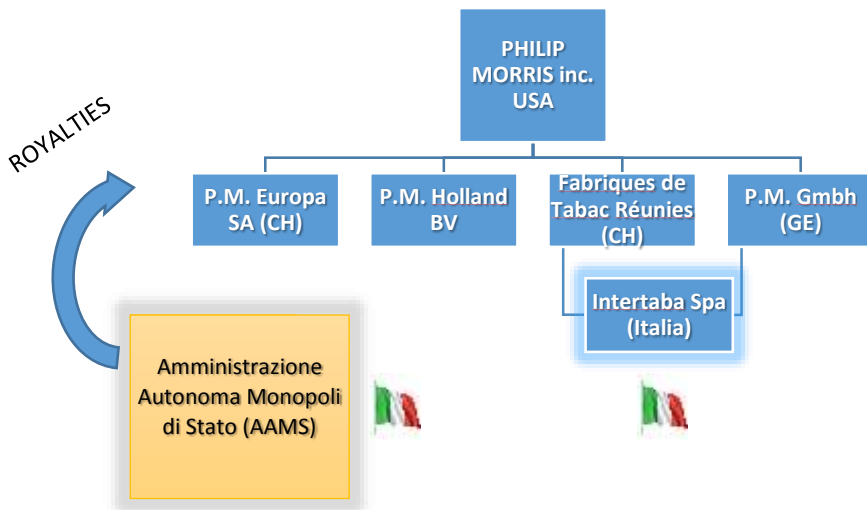 PHILIP
MORRIS inc.
USA
ROYALTIES
P.M. Europa
SA (CH)
P.M. Holland
BV
Fabriques de
Tabac Réunies
(CH)
P.M. Gmbh
(GE)
Intertaba Spa
(Italia)
Amministrazione
Autonoma Monopoli
di Stato (AAMS)